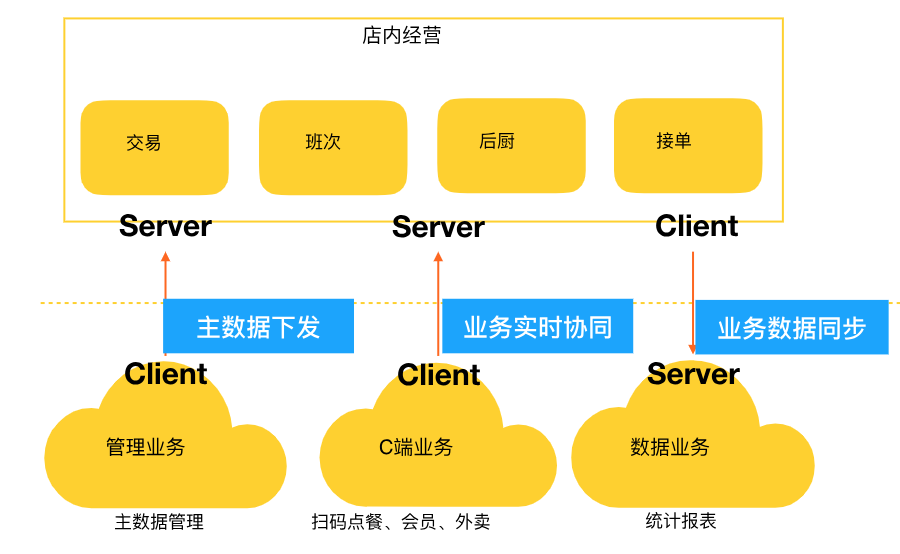 店内经营
交易
班次
后厨
接单
Server
Server
Client
主数据下发
业务实时协同
业务数据同步
Client
Client
Server
管理业务
C端业务
数据业务
主数据管理
扫码点餐、会员、外卖
统计报表